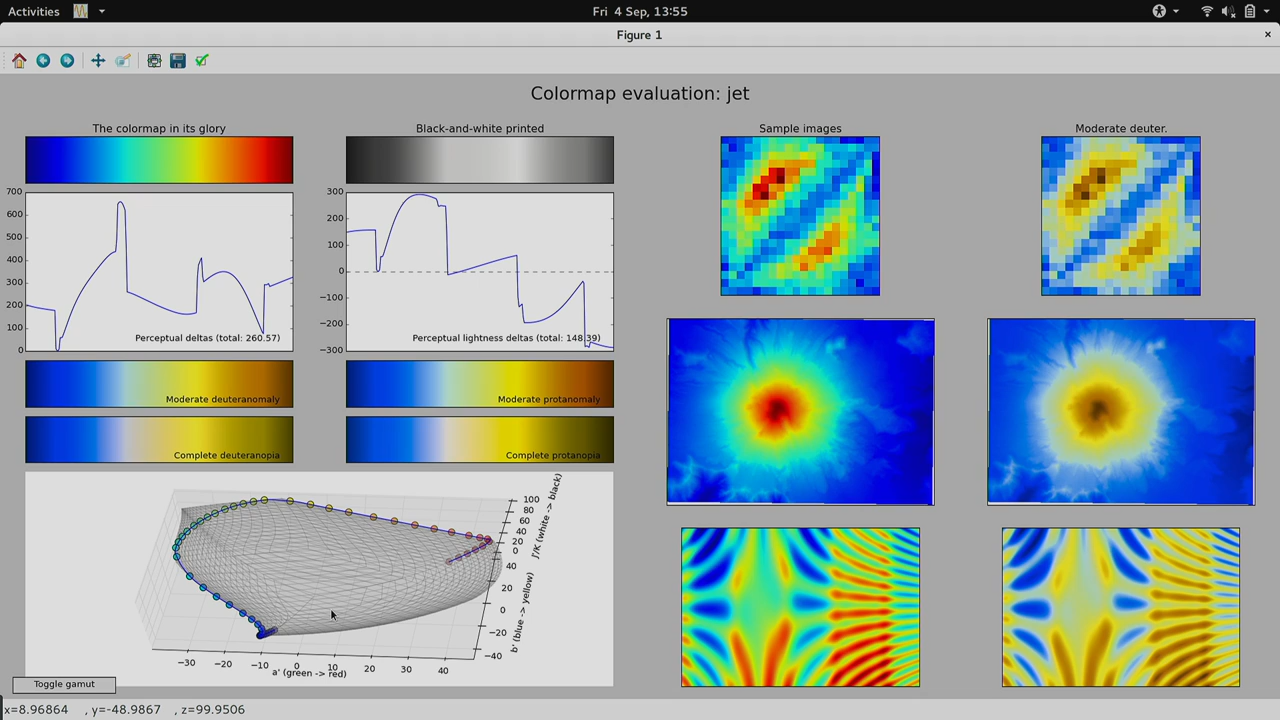 Activities
Fri 4 Sep, 13:55
Figure 1
×
Colormap evaluation: jet
The colormap in its glory
Black-and-white printed
Sample images
Moderate deuter.
700
600
500
400
300
200
100
0
Perceptual deltas (total: 260.57)
300
200
100
0
−100
−200
−300
Perceptual lightness deltas (total: 148.39)
Moderate deuteranomaly
Moderate protanomaly
Complete deuteranopia
Complete protanopia
100
80
60
40
20
0
J'/K (white -> black)
40
20
0
−20
−40
b' (blue -> yellow)
−30
−20
−10
0
10
20
30
40
a' (green -> red)
Toggle gamut
x=8.96864 , y=-48.9867 , z=99.9506